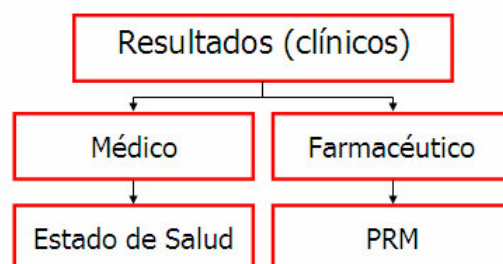 Resultados (clínicos)
Médico
Farmacéutico
Estado de Salud
PRM